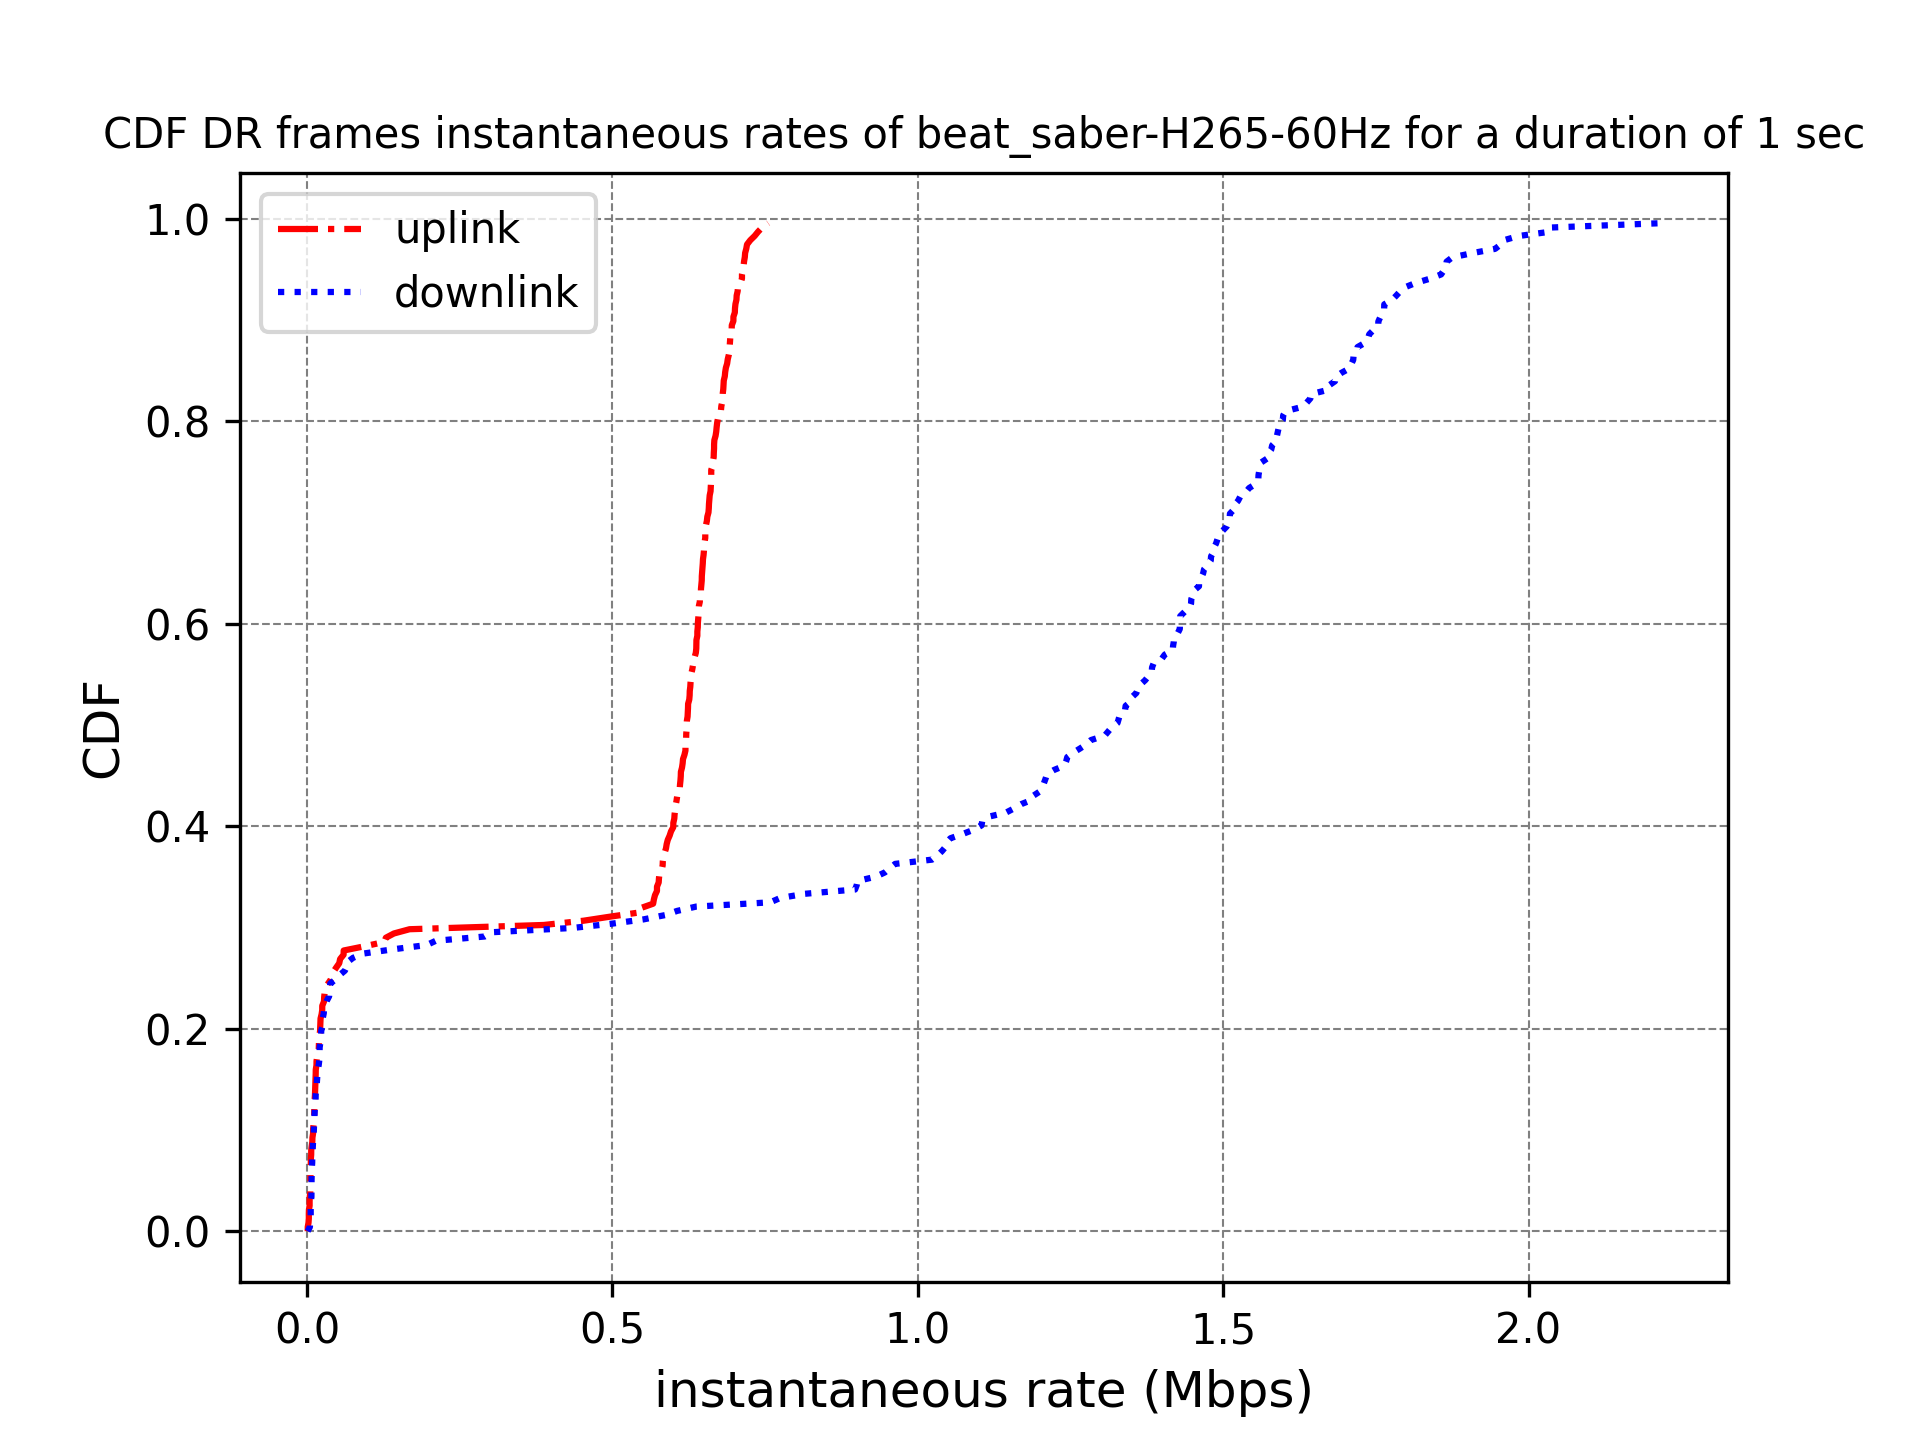 CDF DR frames instantaneous rates of beat_saber-H265-60Hz for a duration of 1 sec
uplink
downlink
1.0
0.8
0.6
0.4
0.2
0.0
CDF
0.0 0.5 1.0 1.5 2.0
instantaneous rate (Mbps)